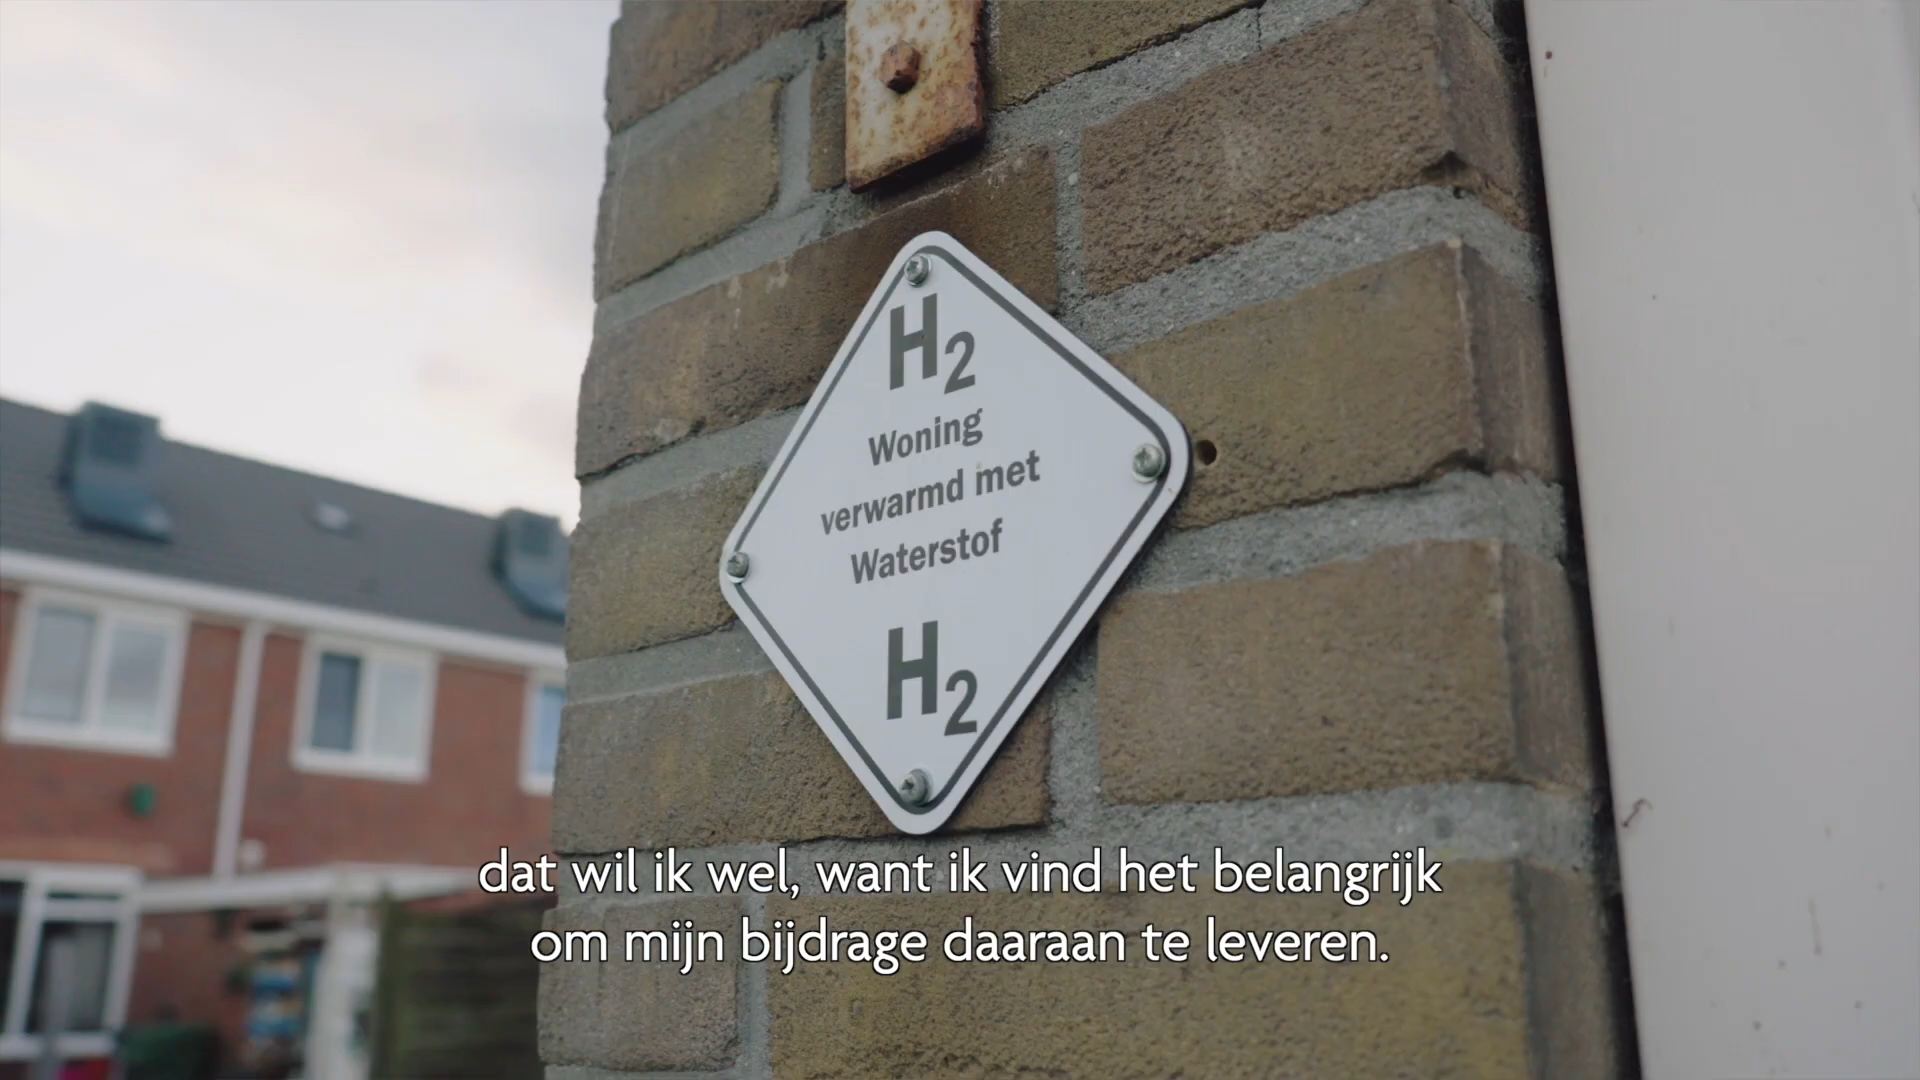 H2
Woning
verwarmd met
Waterstof
H2
dat wil ik wel, want ik vind het belangrijk
om mijn bijdrage daaraan te leveren.